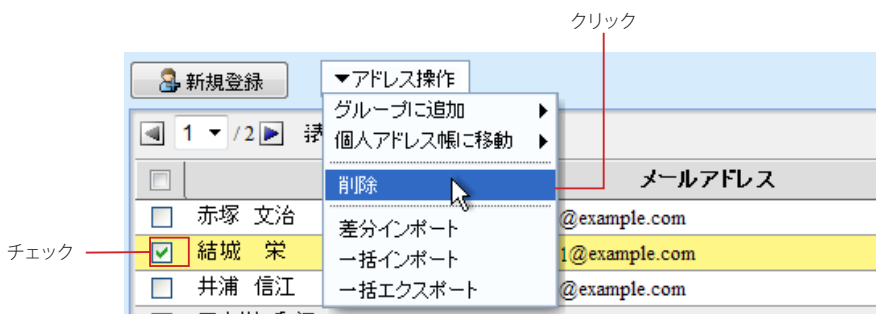 クリック
新規登録
▼アドレス操作
グループに追加
1 / 2
個人アドレス帳に移動
削除
メールアドレス
赤塚 文治
@example.com
差分インポート
チェック
結城 栄
1@example.com
一括インポート
井浦 信江
@example.com
一括エクスポート